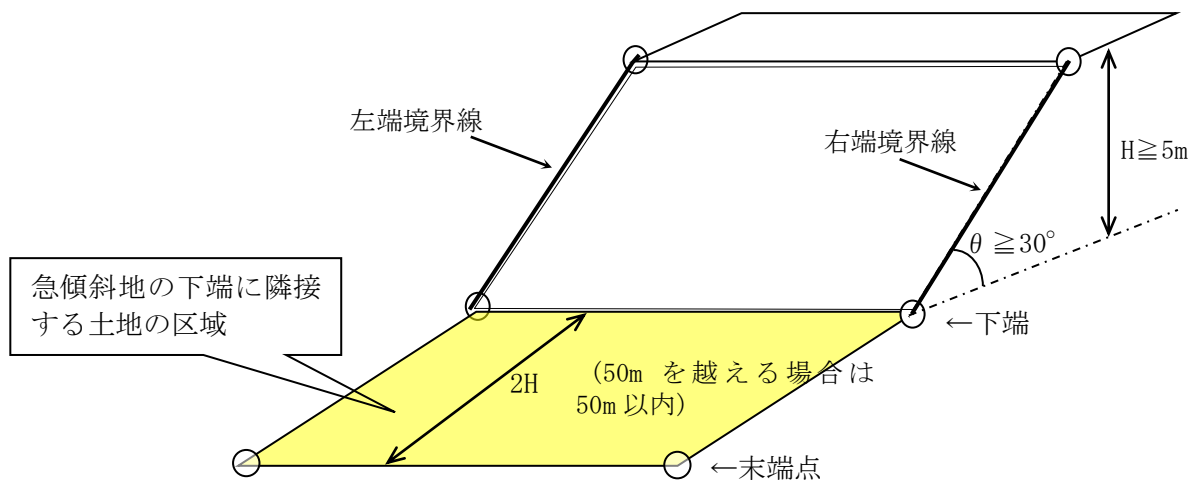 左端境界線
右端境界線
H≧5m
θ ≧30°
急傾斜地の下端に隣接
する土地の区域
←下端
2H
(50m を越える場合は
50m 以内)
←末端点